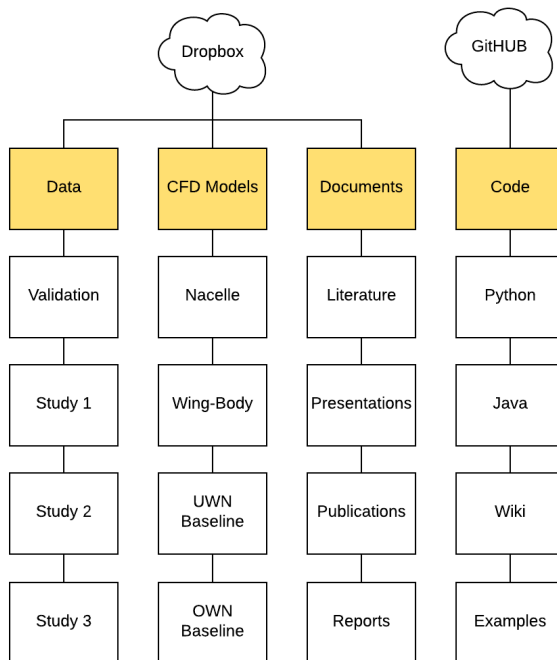 Dropbox
GitHUB
Data
CFD Models
Documents
Code
Validation
Nacelle
Literature
Python
Study 1
Wing-Body
Presentations
Java
Study 2
UWN
Baseline
Publications
Wiki
Study 3
OWN
Baseline
Reports
Examples